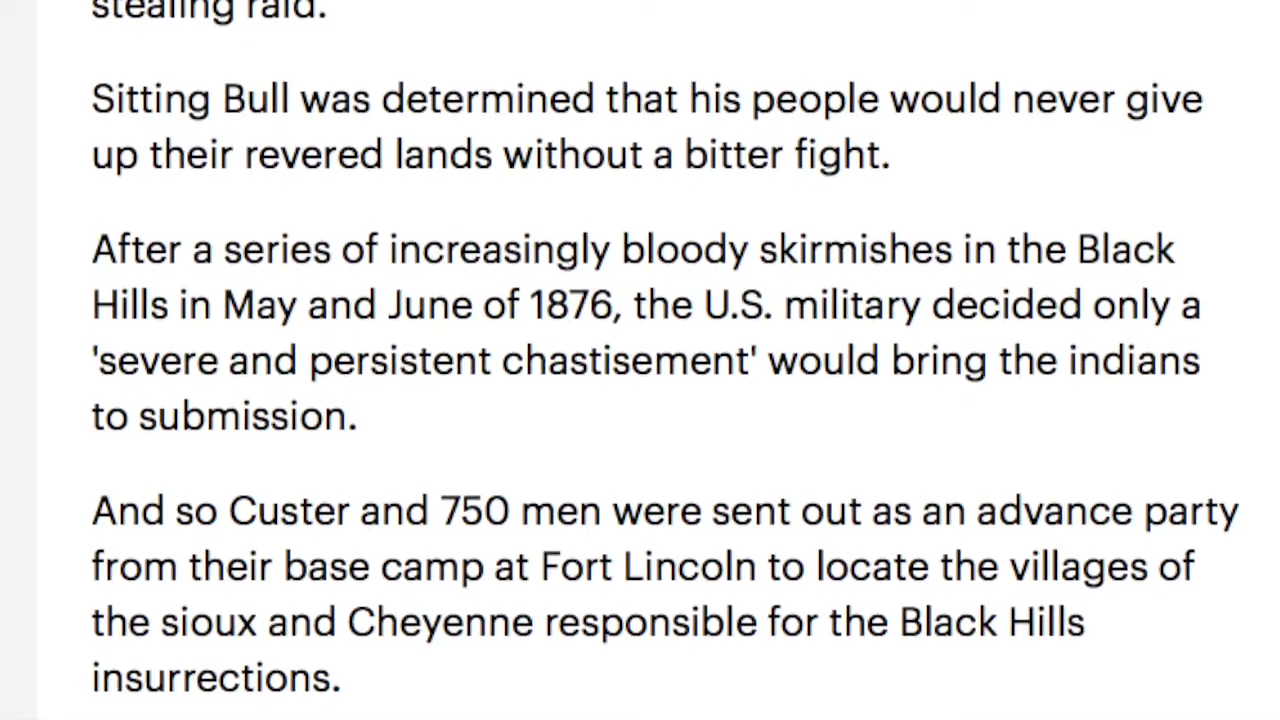 stealing raid.
Sitting Bull was determined that his people would never give
up their revered lands without a bitter fight.
After a series of increasingly bloody skirmishes in the Black
Hills in May and June of 1876, the U.S. military decided only a
'severe and persistent chastisement' would bring the indians
to submission.
And so Custer and 750 men were sent out as an advance party
from their base camp at Fort Lincoln to locate the villages of
the sioux and Cheyenne responsible for the Black Hills
insurrections.